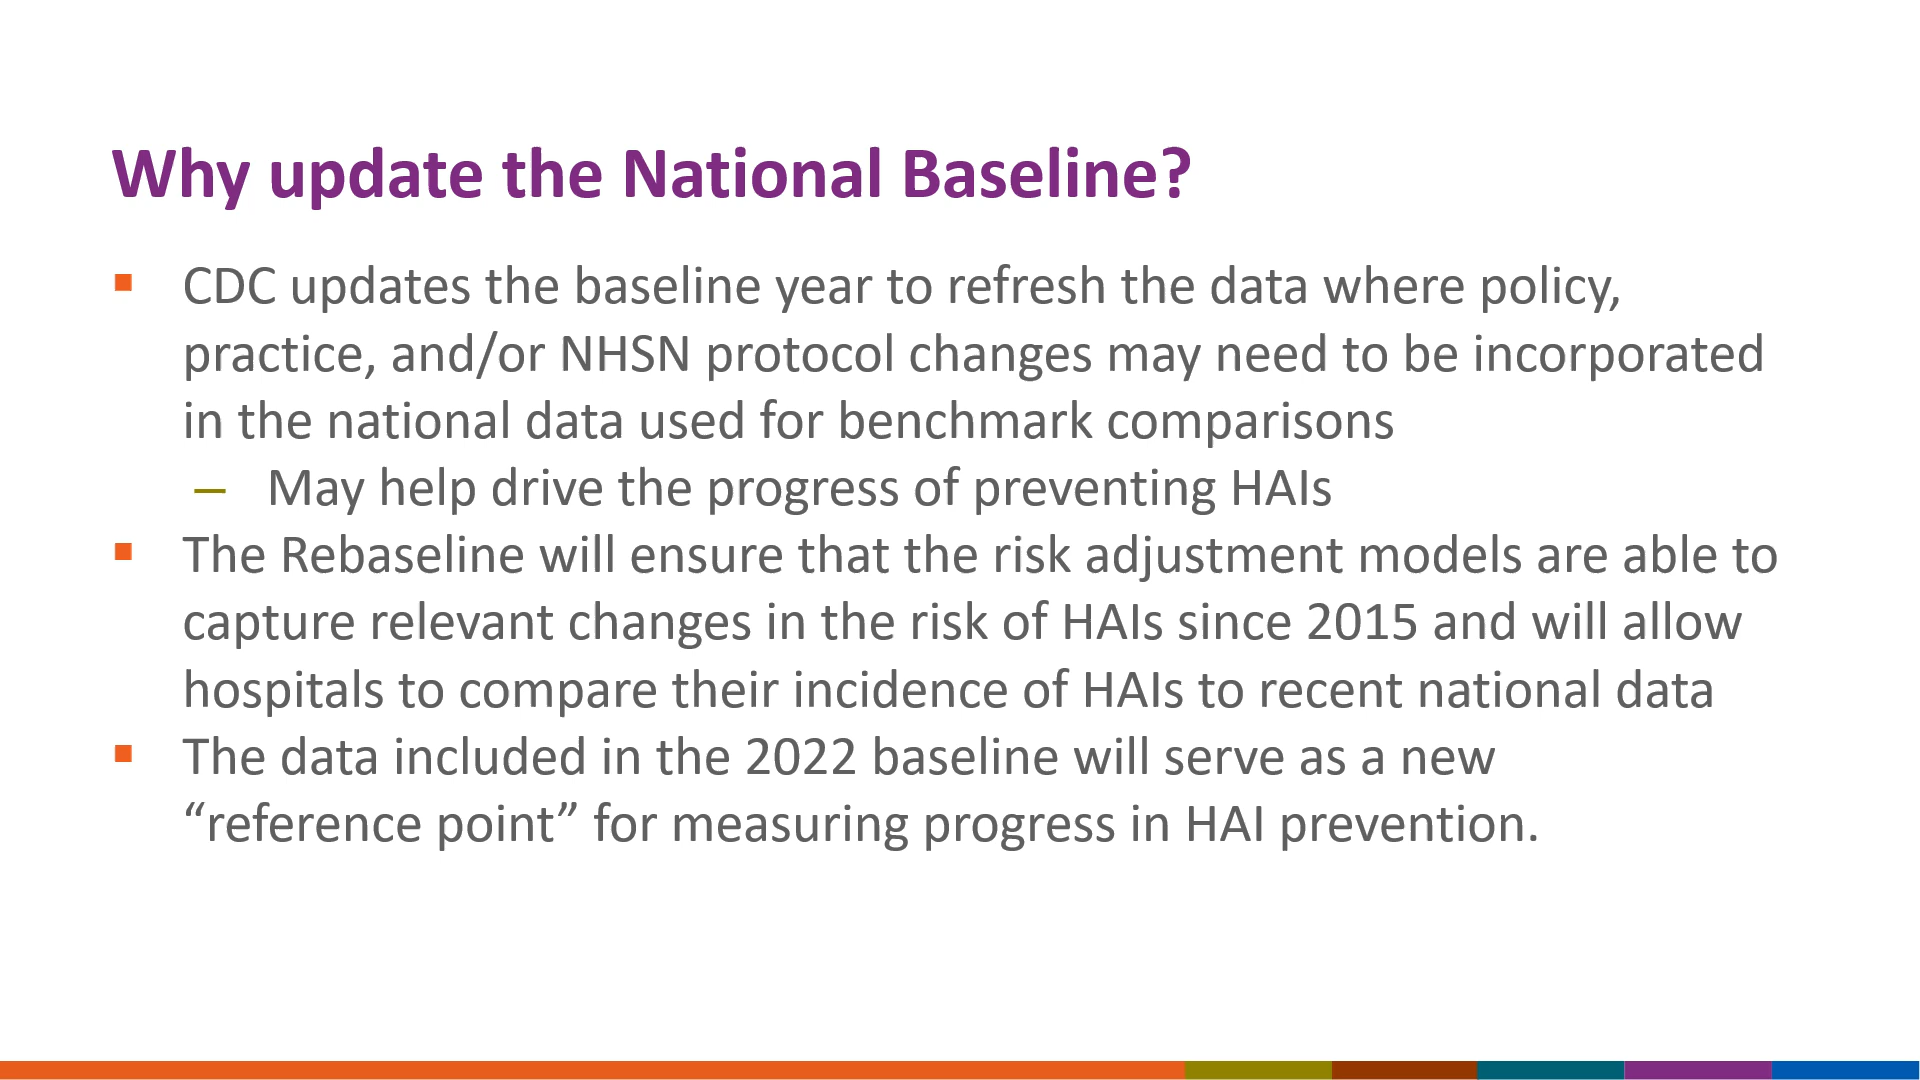 Why update the National Baseline?
▪ CDC updates the baseline year to refresh the data where policy,
practice, and/or NHSN protocol changes may need to be incorporated
in the national data used for benchmark comparisons
– May help drive the progress of preventing HAIs
▪ The Rebaseline will ensure that the risk adjustment models are able to
capture relevant changes in the risk of HAIs since 2015 and will allow
hospitals to compare their incidence of HAIs to recent national data
▪ The data included in the 2022 baseline will serve as a new
“reference point” for measuring progress in HAI prevention.